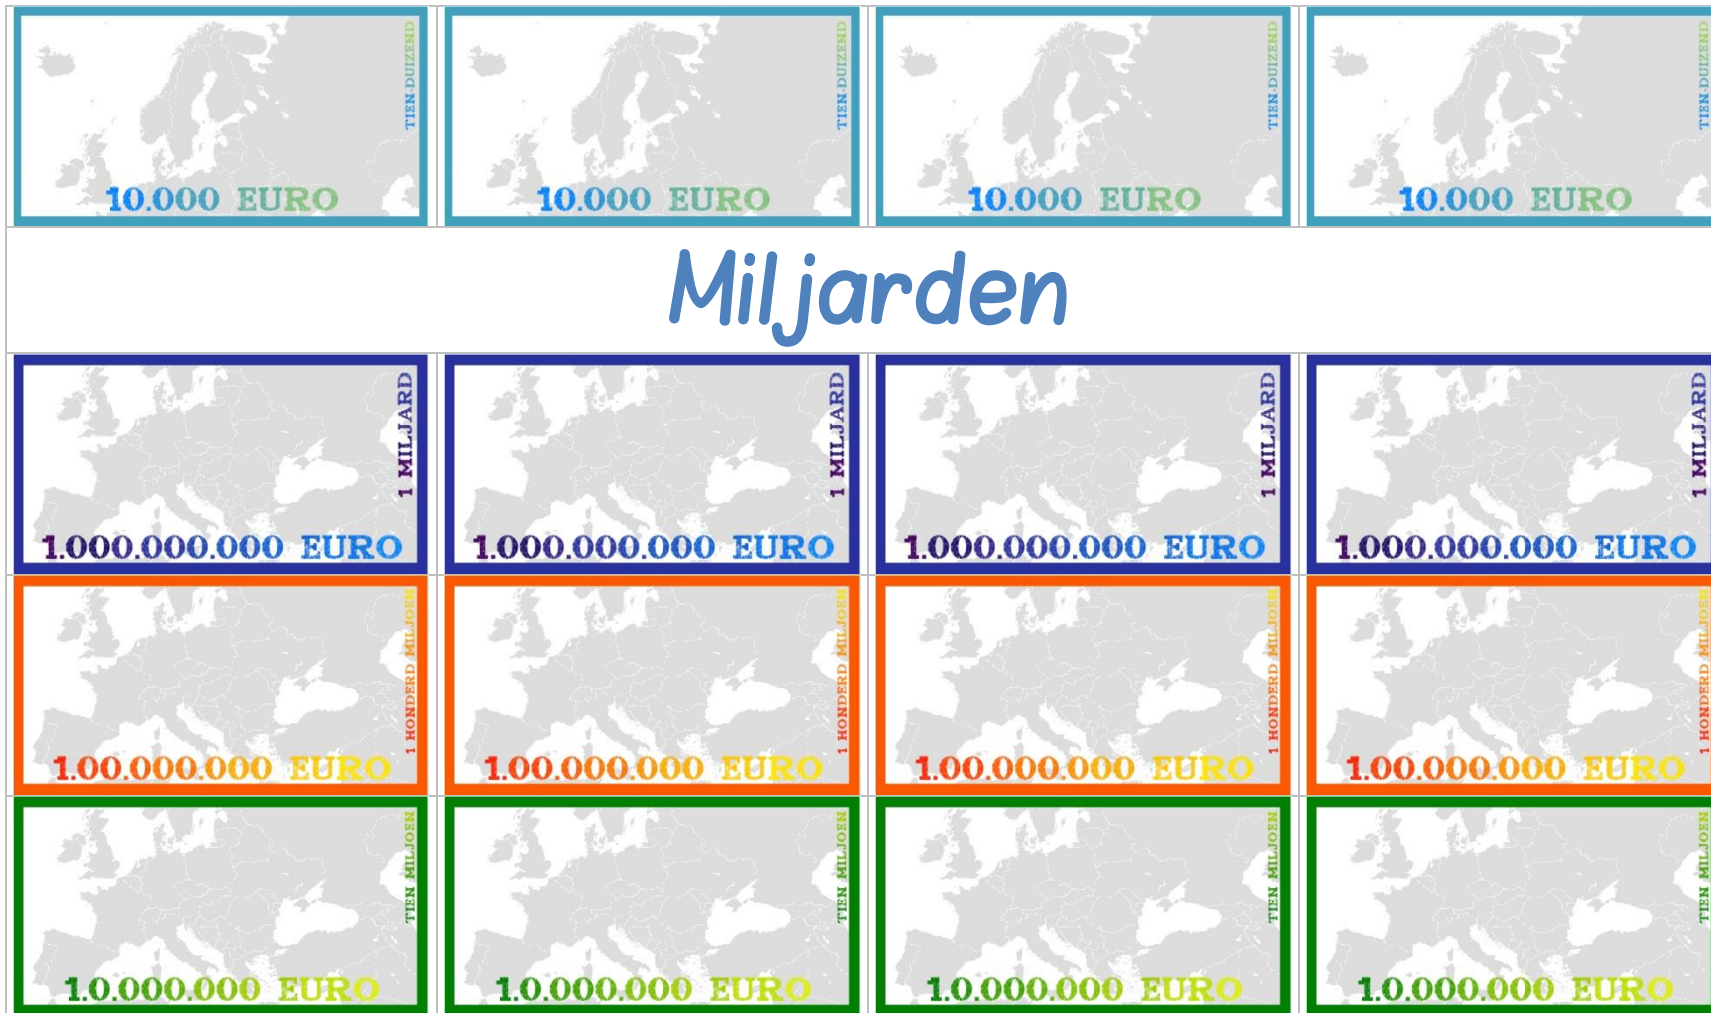 TIEN-DUIZEND TIEN-DUIZEND TIEN-DUIZEND TIEN-DUIZEND
10.000 EURO 10.000 EURO 10.000 EURO 10.000 EURO
Miljarden
1 MILJARD 1 MILJARD 1 MILJARD 1 MILJARD
1.000.000.000 EURO 1.000.000.000 EURO 1.000.000.000 EURO 1.000.000.000 EURO
1 HONDERD MILJOEN 1 HONDERD MILJOEN 1 HONDERD MILJOEN 1 HONDERD MILJOEN
1.00.000.000 EURO 1.00.000.000 EURO 1.00.000.000 EURO 1.00.000.000 EURO
TIEN MILJOEN TIEN MILJOEN TIEN MILJOEN TIEN MILJOEN
1.0.000.000 EURO 1.0.000.000 EURO 1.0.000.000 EURO 1.0.000.000 EURO